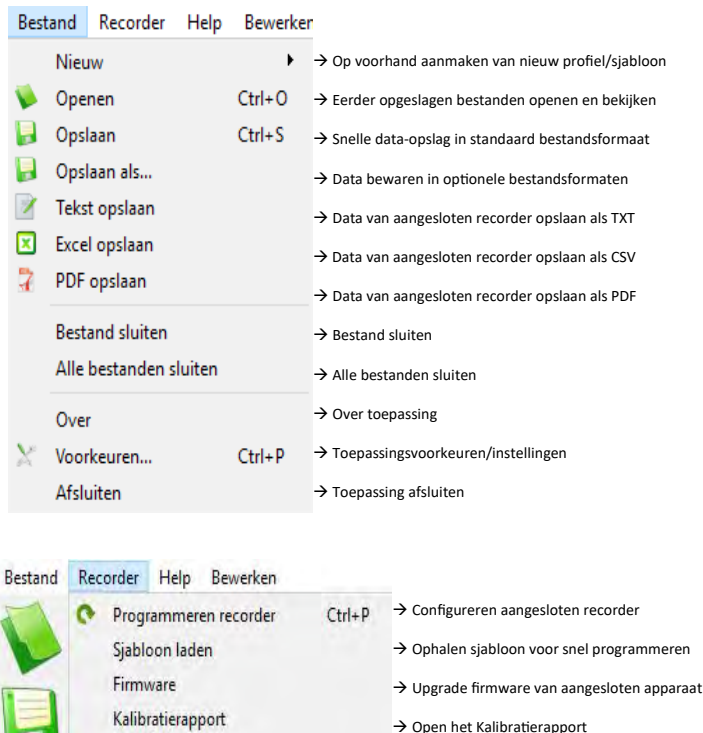 Bestand Recorder Help Bewerken
Nieuw → Op voorhand aanmaken van nieuw profiel/sjabloon
Openen Ctrl+O → Eerder opgeslagen bestanden openen en bekijken
Opslaan Ctrl+S → Snelle data-opslag in standaard bestandsformaat
Opslaan als... → Data bewaren in optionele bestandsformaten
Tekst opslaan → Data van aangesloten recorder opslaan als TXT
Excel opslaan → Data van aangesloten recorder opslaan als CSV
PDF opslaan → Data van aangesloten recorder opslaan als PDF
Bestand sluiten → Bestand sluiten
Alle bestanden sluiten → Alle bestanden sluiten
Over → Over toepassing
Voorkeuren... Ctrl+P → Toepassingsvoorkeuren/instellingen
Afsluiten → Toepassing afsluiten
Bestand Recorder Help Bewerken
Programmeren recorder Ctrl+P → Configureren aangesloten recorder
Sjabloon laden → Ophalen sjabloon voor snel programmeren
Firmware → Upgrade firmware van aangesloten apparaat
Kalibratierapport → Open het Kalibratierapport